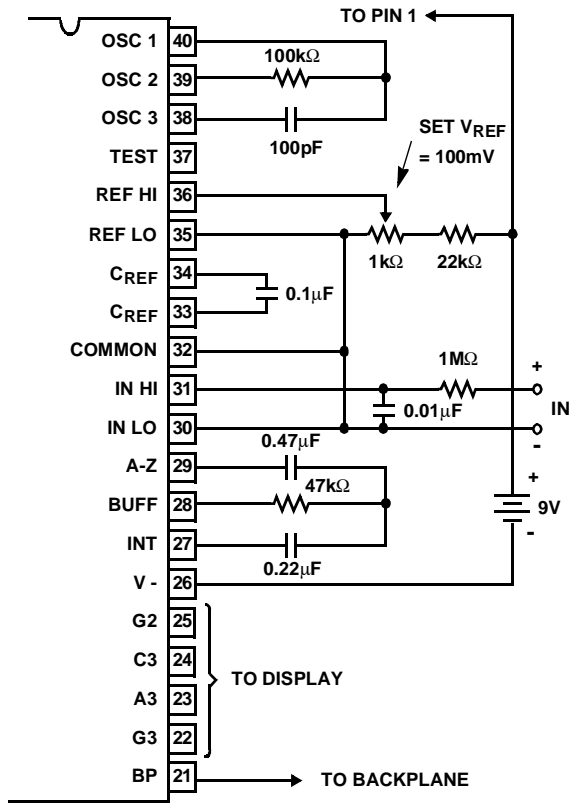 TO PIN 1
OSC 1 40
100kΩ
OSC 2 39
OSC 3 38
100pF
SET VREF
= 100mV
TEST 37
REF HI 36
REF LO 35
1kΩ 22kΩ
CREF 34
0.1μF
CREF 33
COMMON 32
1MΩ
+
IN HI 31
0.01μF
IN
IN LO 30
-
0.47μF
A-Z 29
47kΩ
+
BUFF 28
9V
-
INT 27
0.22μF
V - 26
G2 25
C3 24
TO DISPLAY
A3 23
G3 22
BP 21
TO BACKPLANE